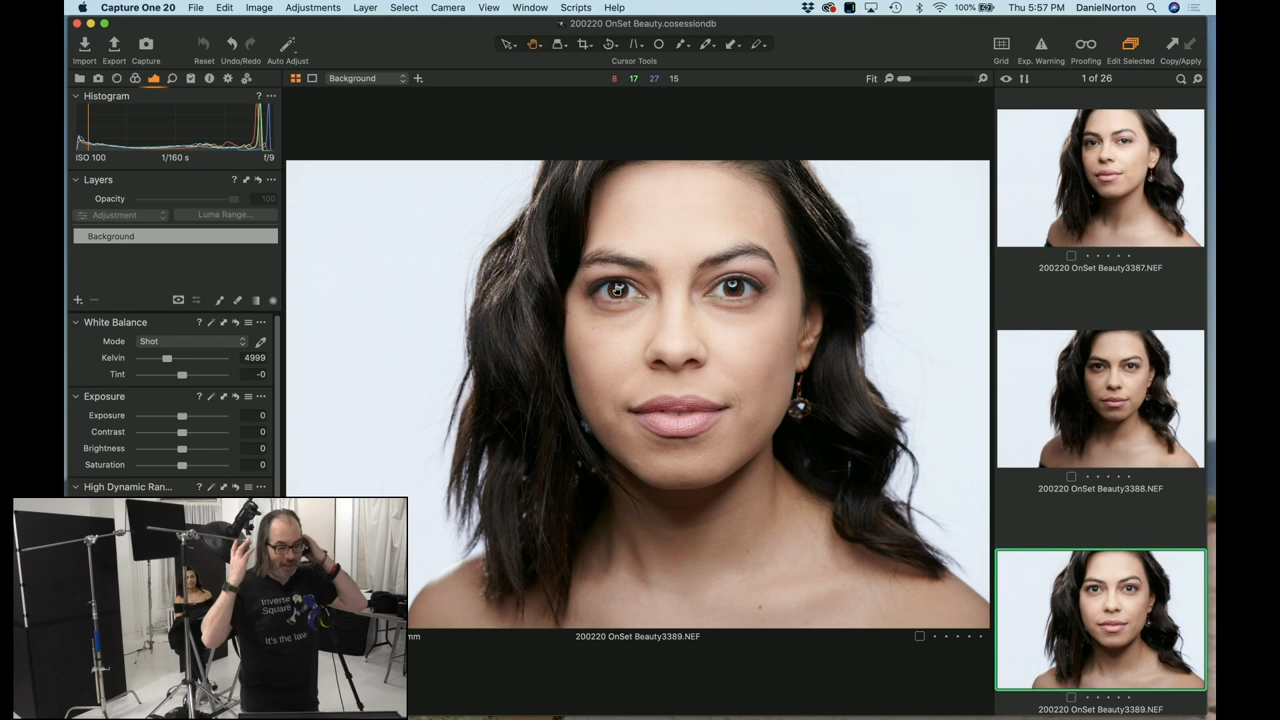 Capture One 20 File Edit Image Adjustments Layer Select Camera View Window Scripts Help 100% Thu 5:57 PM DanielNorton
200220 OnSet Beauty.cosessiondb
Import Export Capture Reset Undo/Redo Auto Adjust Cursor Tools Grid Exp. Warning Proofing Edit Selected Copy/Apply
Background 8 17 27 15 Fit 1 of 26
Histogram ?
ISO 100 1/160 s f/9
Layers ?
Opacity 100
Adjustment Luma Range...
Background
White Balance ?
Mode Shot
Kelvin 4999
Tint -0
Exposure ?
Exposure 0
Contrast 0
Brightness 0
Saturation 0
High Dynamic Ran... ?
200220 OnSet Beauty3387.NEF
200220 OnSet Beauty3388.NEF
mm 200220 OnSet Beauty3389.NEF
200220 OnSet Beauty3389.NEF
Inverse
Square
It's the law